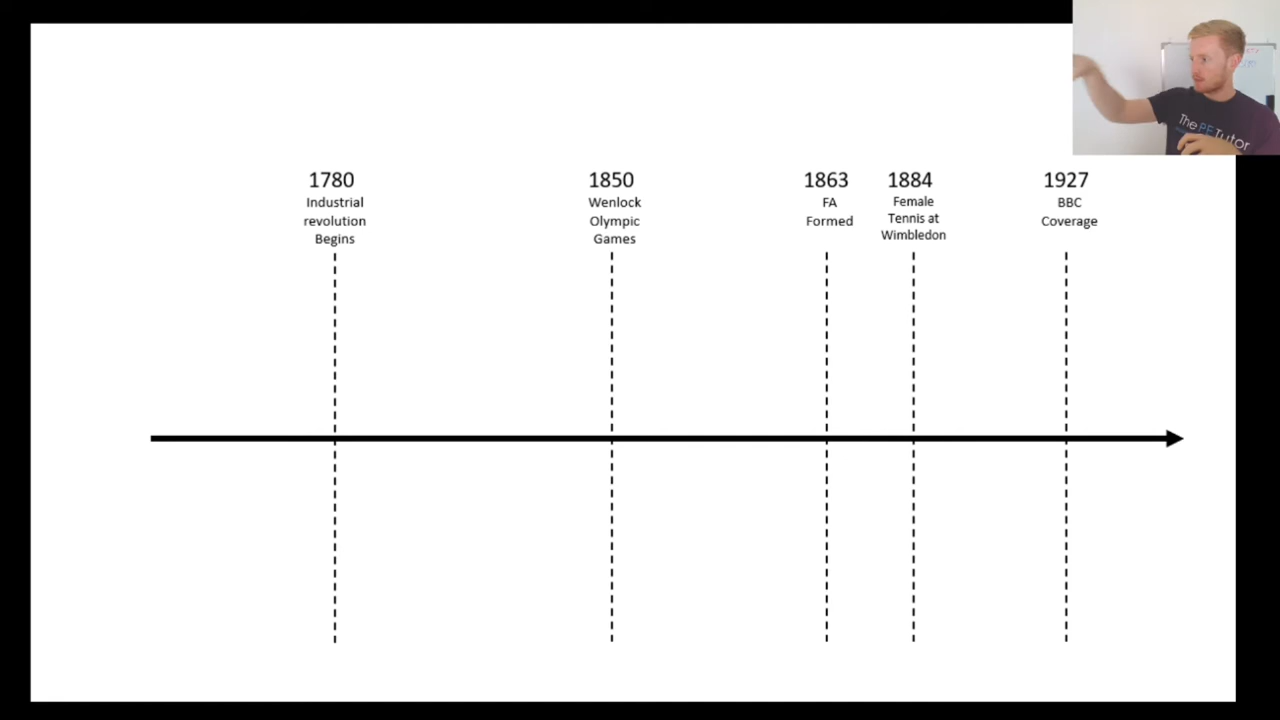 The PE Tutor
1780
Industrial
revolution
Begins
1850
Wenlock
Olympic
Games
1863
FA
Formed
1884
Female
Tennis at
Wimbledon
1927
BBC
Coverage